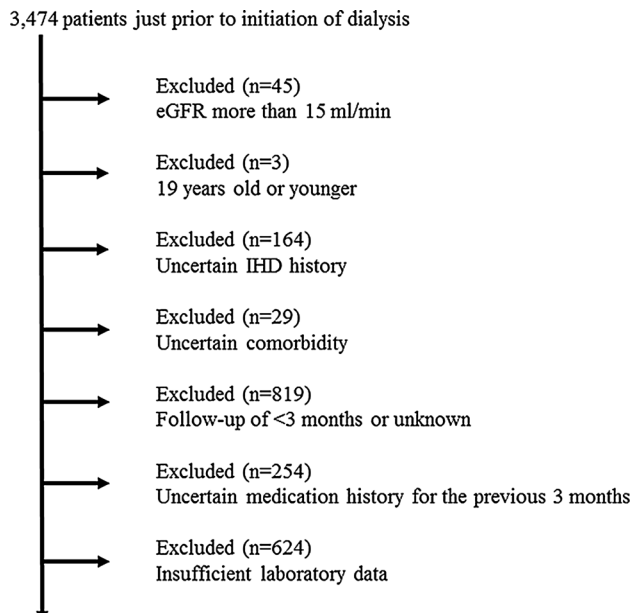 3,474 patients just prior to initiation of dialysis
Excluded (n=45)
eGFR more than 15 ml/min
Excluded (n=3)
19 years old or younger
Excluded (n=164)
Uncertain IHD history
Excluded (n=29)
Uncertain comorbidity
Excluded (n=819)
Follow-up of <3 months or unknown
Excluded (n=254)
Uncertain medication history for the previous 3 months
Excluded (n=624)
Insufficient laboratory data